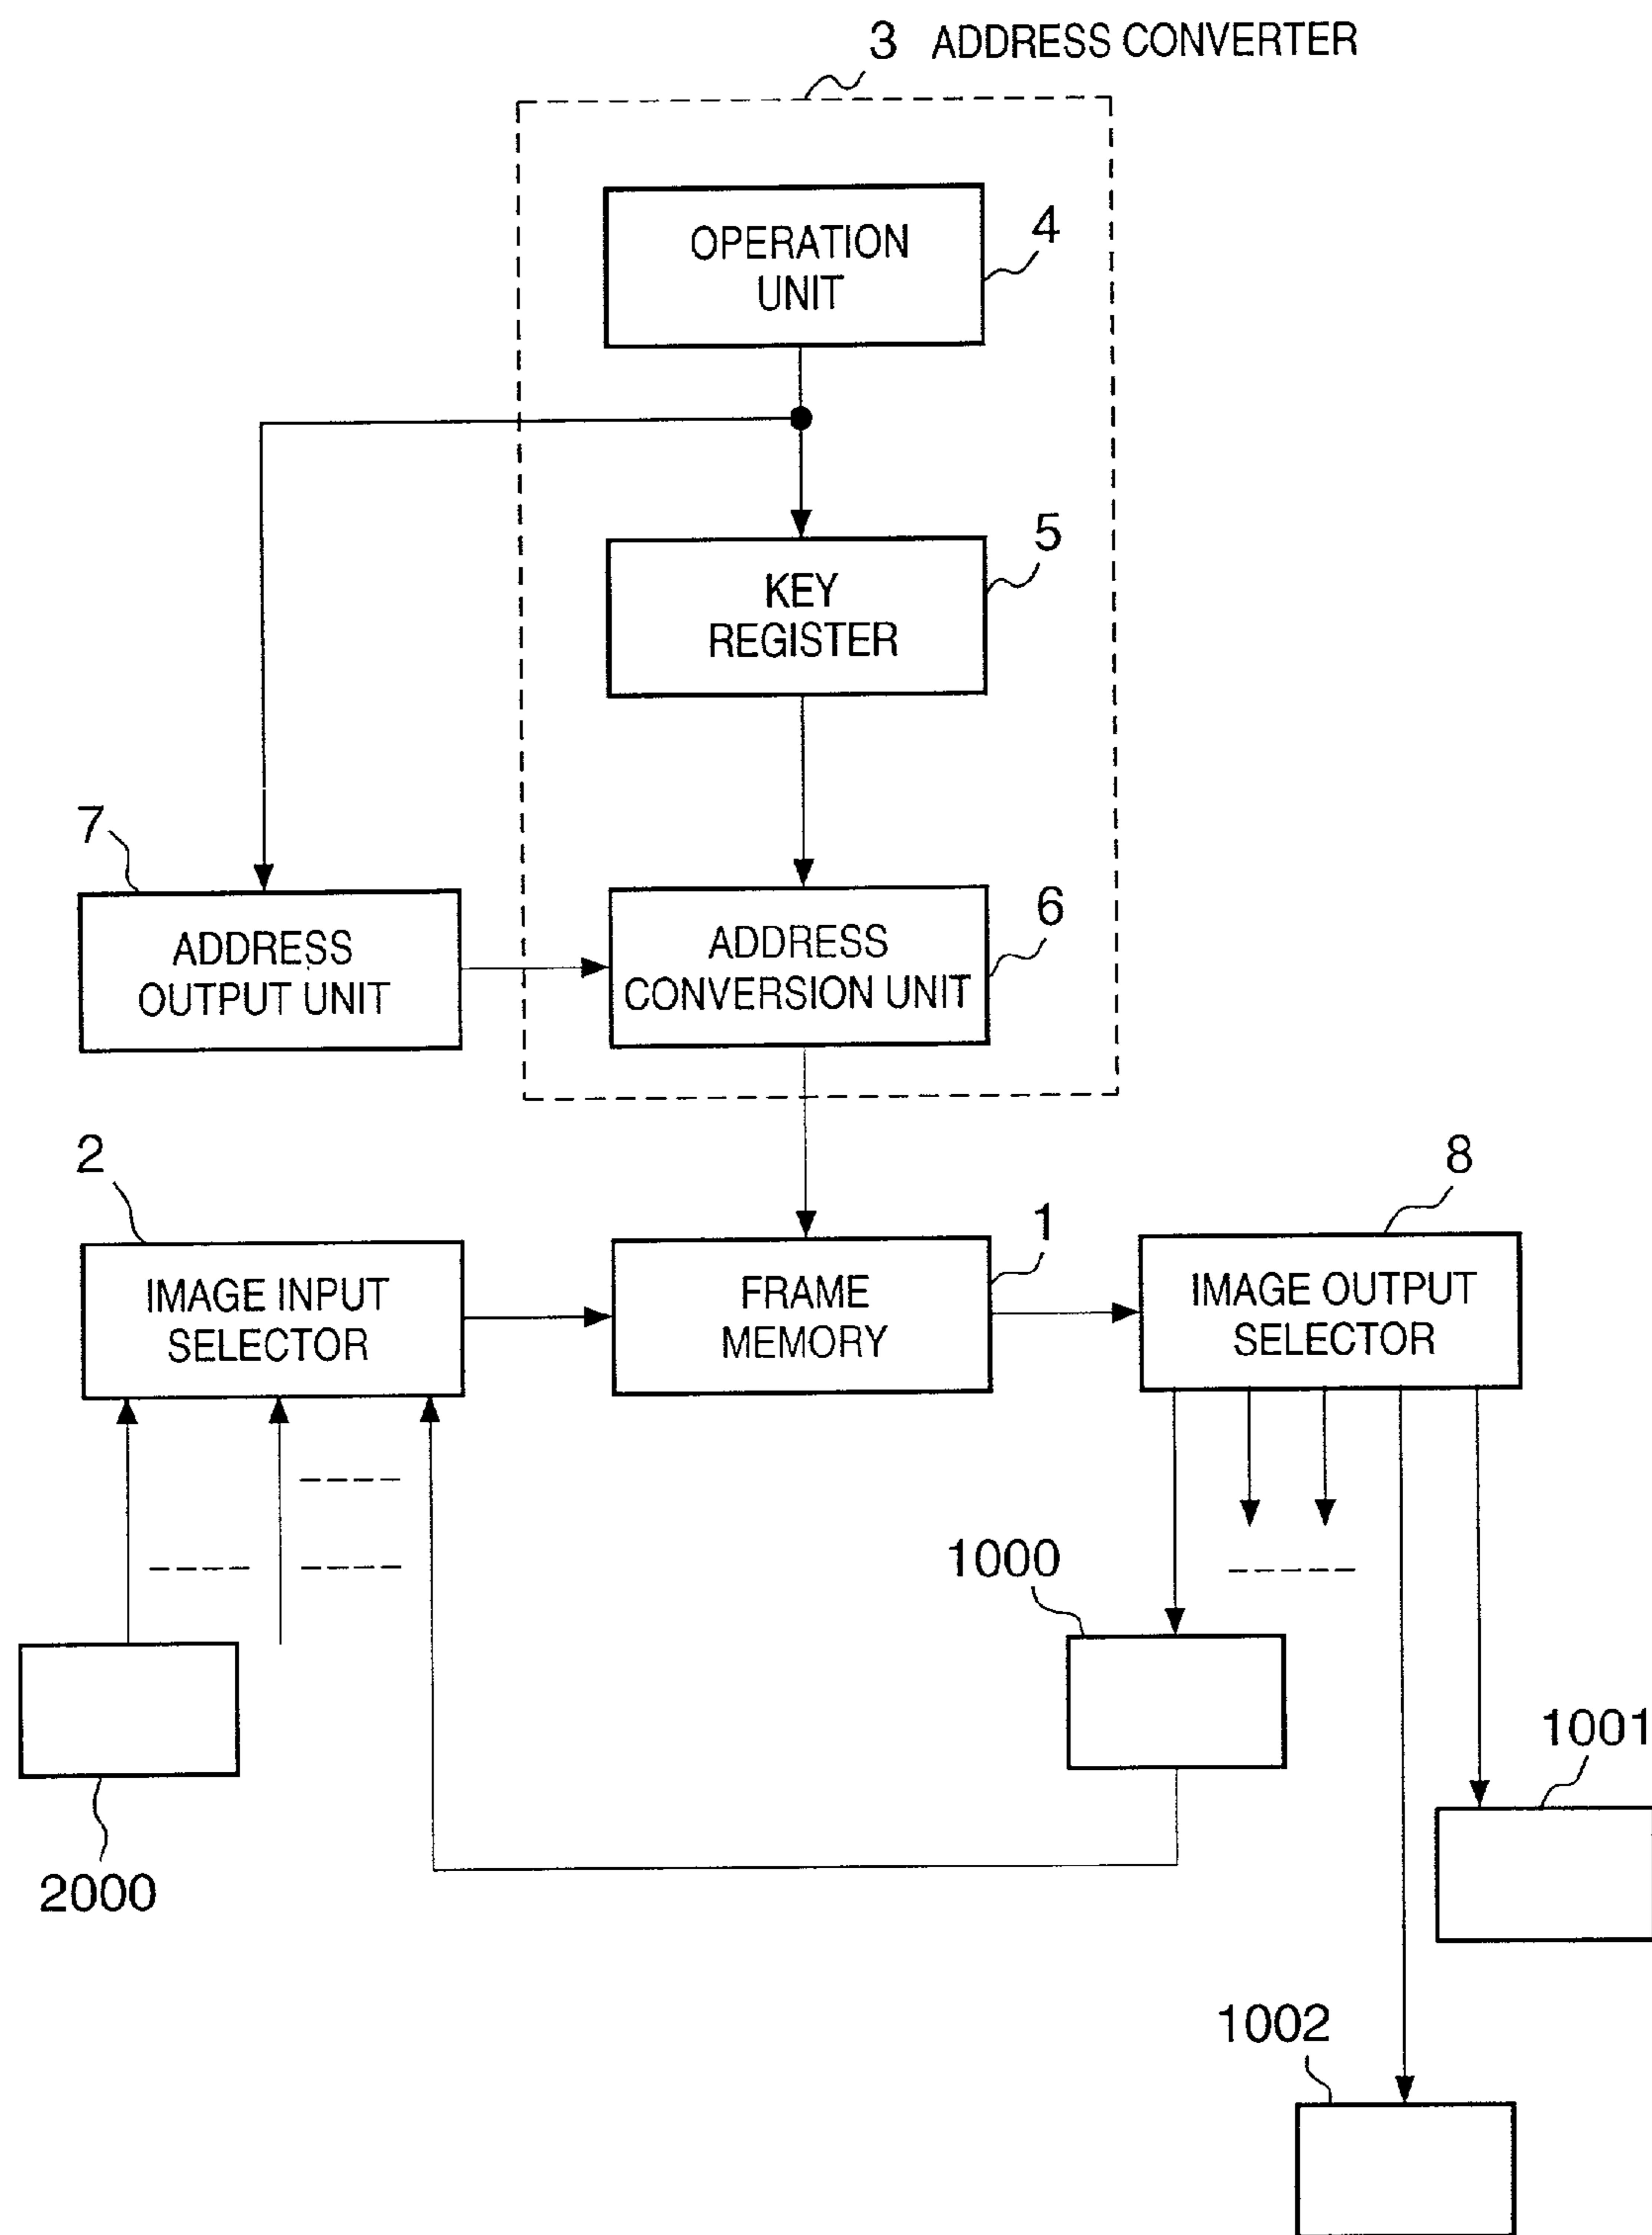 3 ADDRESS CONVERTER
OPERATION
UNIT
4
KEY
REGISTER
5
7
ADDRESS
OUTPUT UNIT
ADDRESS
CONVERSION UNIT
6
2
IMAGE INPUT
SELECTOR
FRAME
MEMORY
1
8
IMAGE OUTPUT
SELECTOR
1000
1001
2000
1002